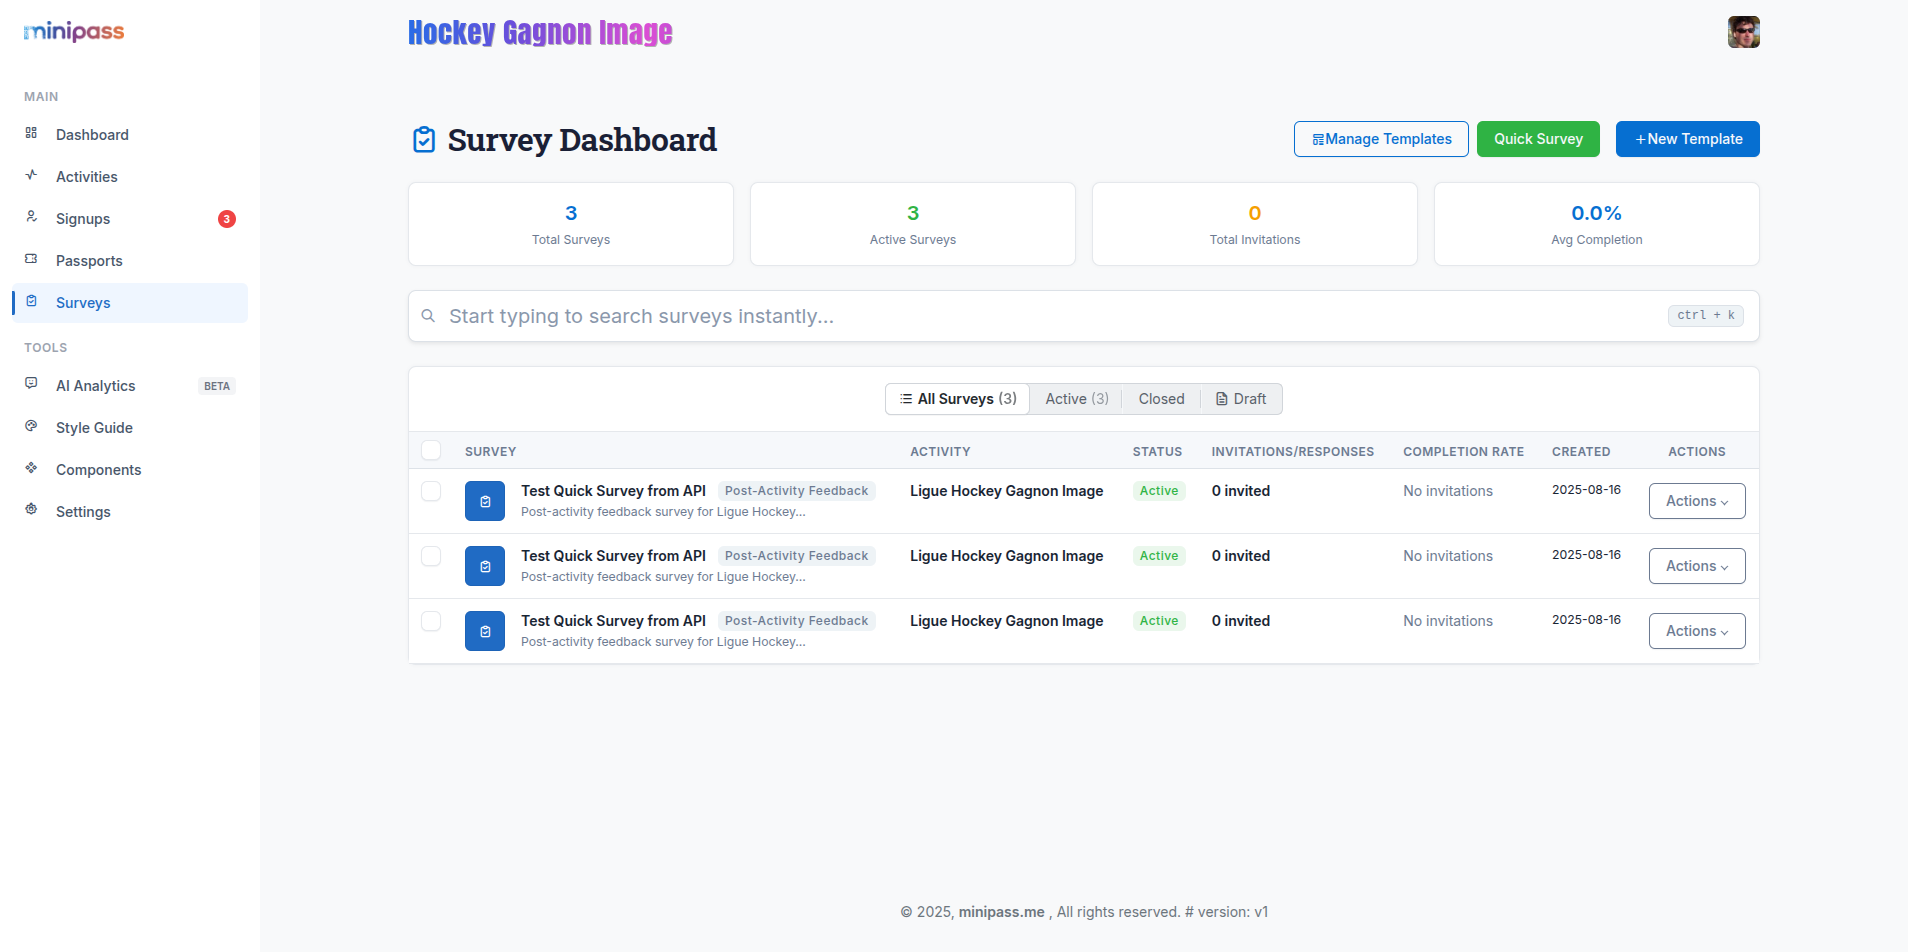 minipass
Hockey Gagnon Image
MAIN
Dashboard
Activities
Signups 3
Passports
Surveys
TOOLS
AI Analytics BETA
Style Guide
Components
Settings
Survey Dashboard
Manage Templates Quick Survey +New Template
3 3 0 0.0%
Total Surveys Active Surveys Total Invitations Avg Completion
Start typing to search surveys instantly... ctrl + k
All Surveys (3) Active (3) Closed Draft
SURVEY ACTIVITY STATUS INVITATIONS/RESPONSES COMPLETION RATE CREATED ACTIONS
Test Quick Survey from API Post-Activity Feedback Ligue Hockey Gagnon Image Active 0 invited No invitations 2025-08-16 Actions
Post-activity feedback survey for Ligue Hockey...
Test Quick Survey from API Post-Activity Feedback Ligue Hockey Gagnon Image Active 0 invited No invitations 2025-08-16 Actions
Post-activity feedback survey for Ligue Hockey...
Test Quick Survey from API Post-Activity Feedback Ligue Hockey Gagnon Image Active 0 invited No invitations 2025-08-16 Actions
Post-activity feedback survey for Ligue Hockey...
© 2025, minipass.me , All rights reserved. # version: v1